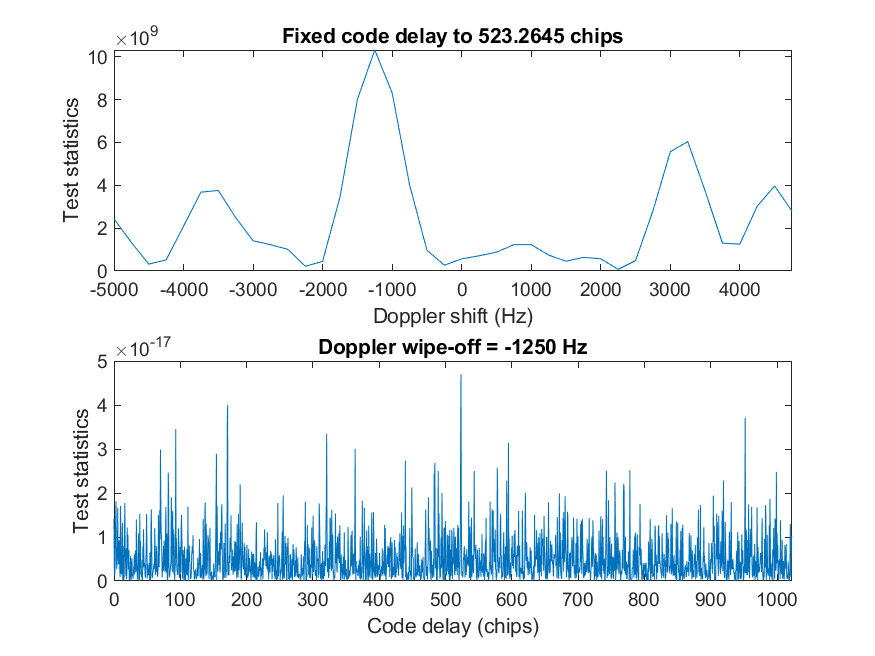 ×10^9
Fixed code delay to 523.2645 chips
10
8
6
4
2
0
Test statistics
-5000 -4000 -3000 -2000 -1000 0 1000 2000 3000 4000
Doppler shift (Hz)
×10^-17
Doppler wipe-off = -1250 Hz
5
4
3
2
1
0
Test statistics
0 100 200 300 400 500 600 700 800 900 1000
Code delay (chips)